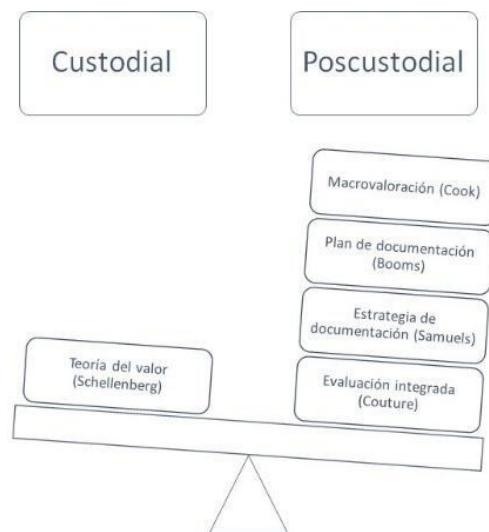 Custodial
Poscustodial
Macrovaloración (Cook)
Plan de documentación
(Booms)
Estrategia de
documentación (Samuels)
Teoría del valor
(Schellenberg)
Evaluación integrada
(Couture)